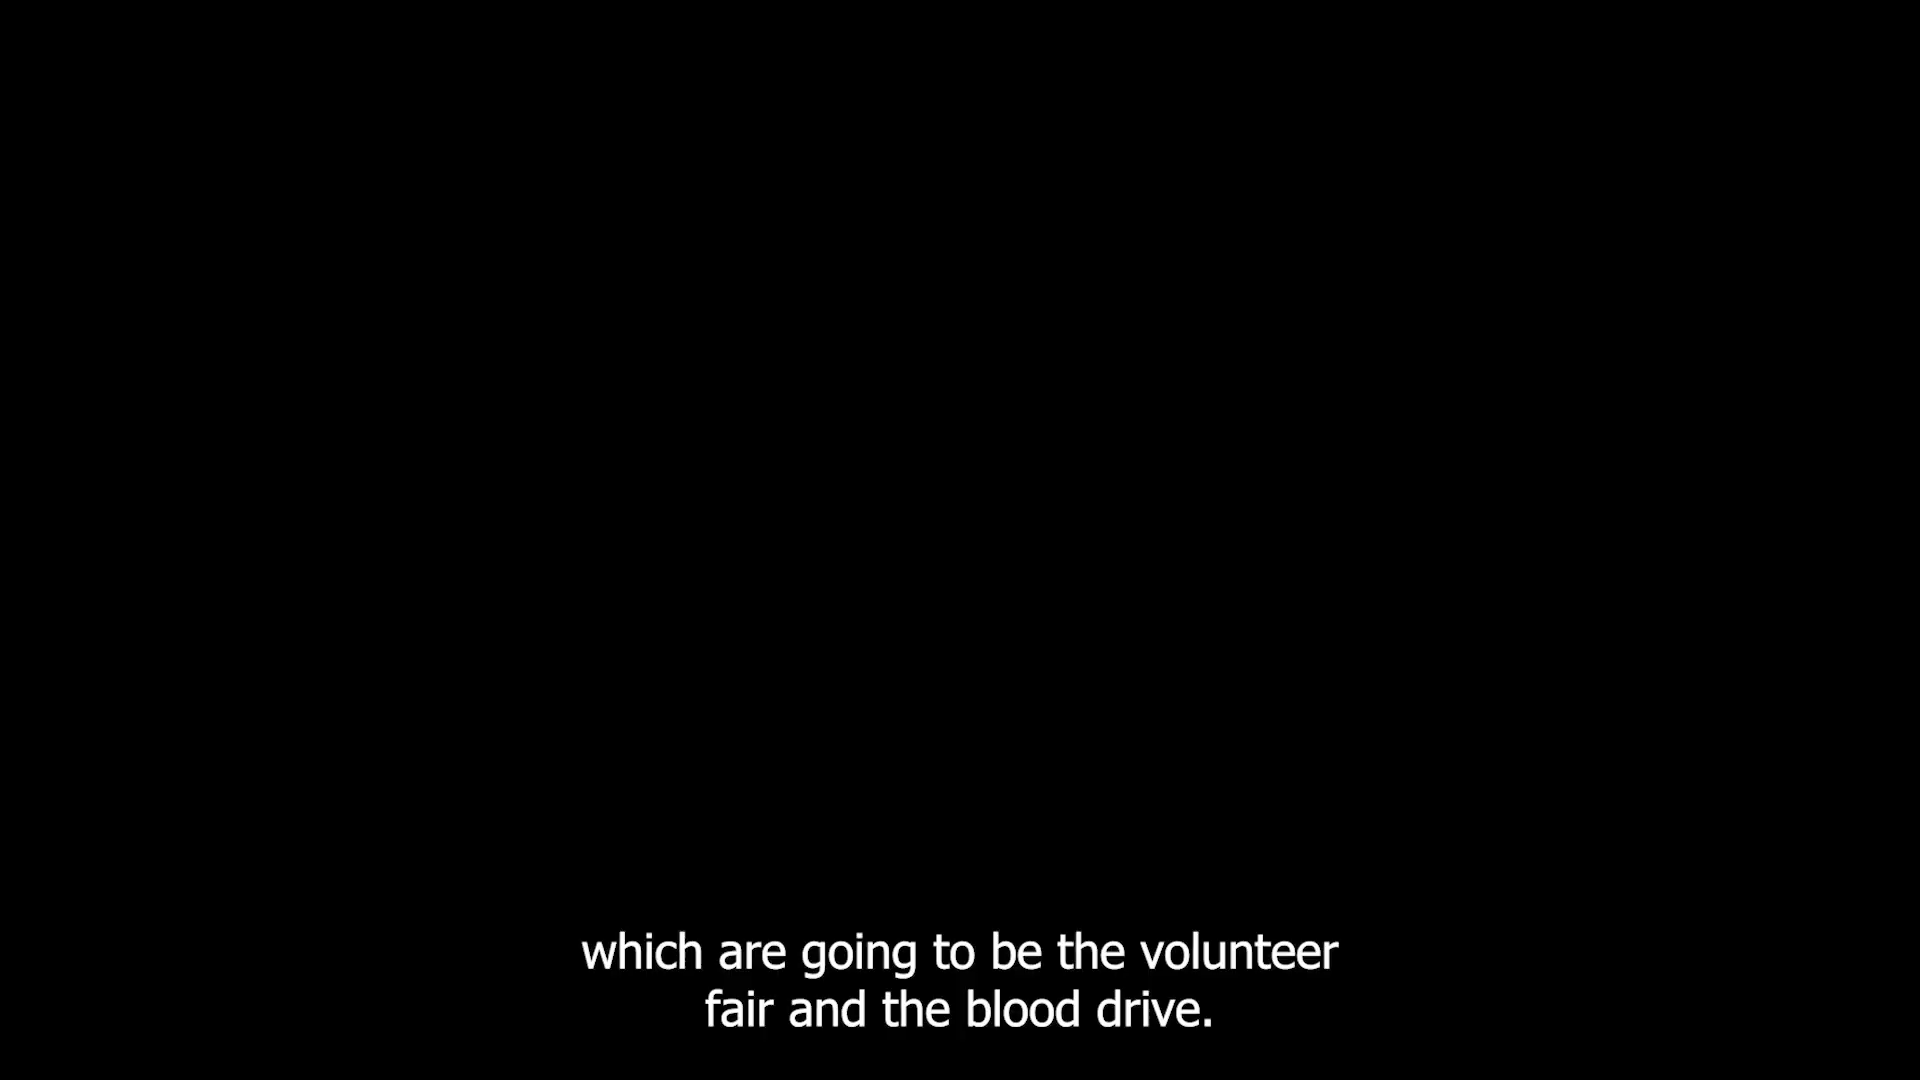 which are going to be the volunteer
fair and the blood drive.